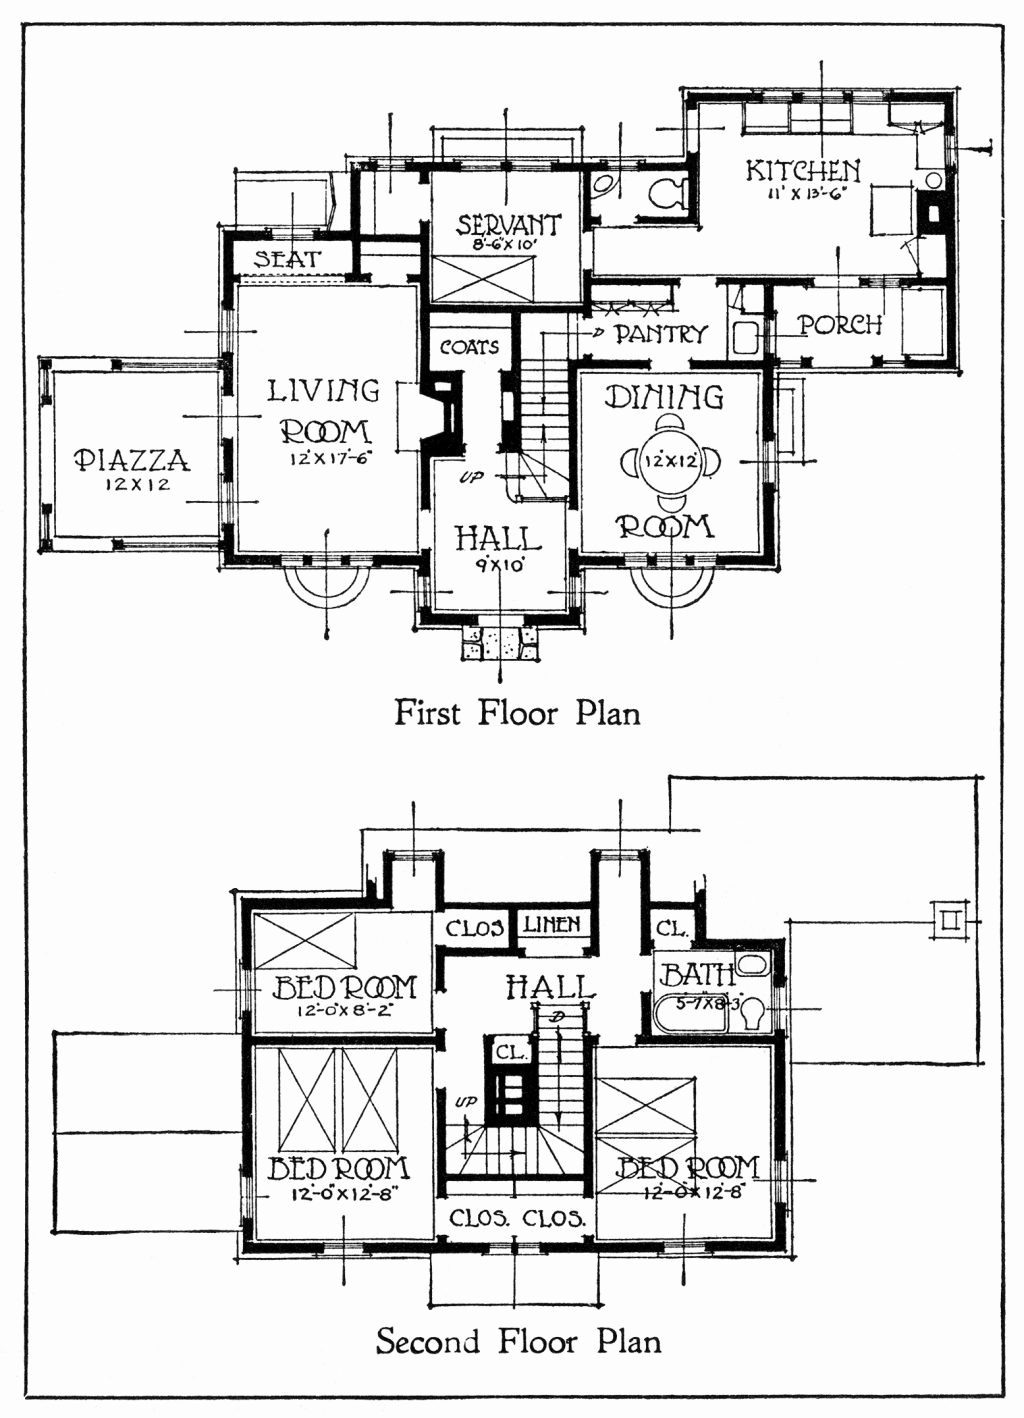 KITCHEN
11' X 13'-6"
SERVANT
8'-6" X 10'
SEAT
PORCH
D
PANTRY
COATS
LIVING
ROOM
12' X 17'-6"
DINING
12' X 12'
ROOM
PIAZZA
12 X 12
UP
HALL
9' X 10'
First Floor Plan
CLOS
LINEN
CL.
BATH
5'-7" X 8'-3"
BED ROOM
12'-0" X 8'-2"
HALL
D
CL.
UP
BED ROOM
12'-0" X 12'-8"
BED ROOM
12'-0" X 12'-8"
CLOS. CLOS.
Second Floor Plan